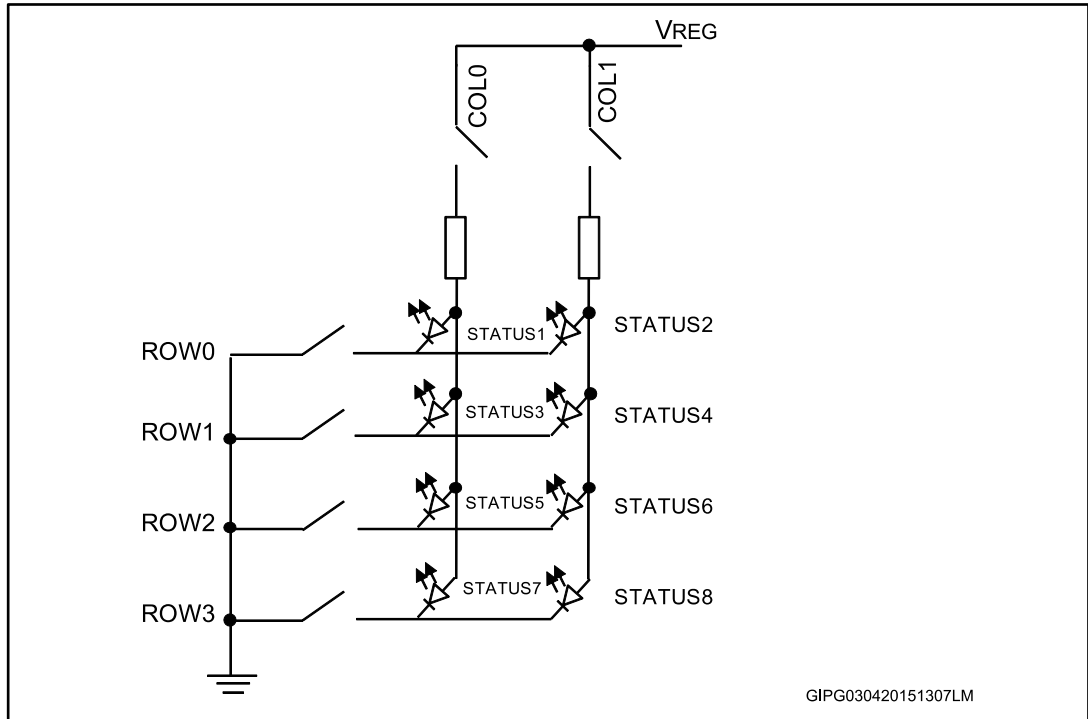 VREG
COL0
COL1
STATUS1
STATUS2
ROW0
STATUS3
STATUS4
ROW1
STATUS5
STATUS6
ROW2
STATUS7
STATUS8
ROW3
GIPG030420151307LM